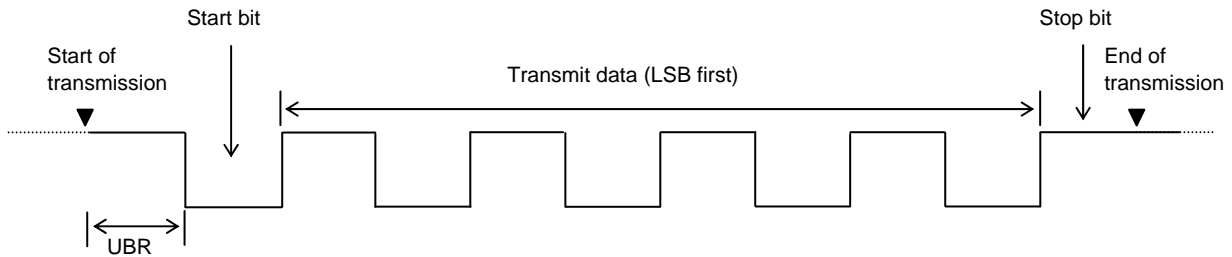 Start bit
Stop bit
Start of
transmission
Transmit data (LSB first)
End of
transmission
UBR